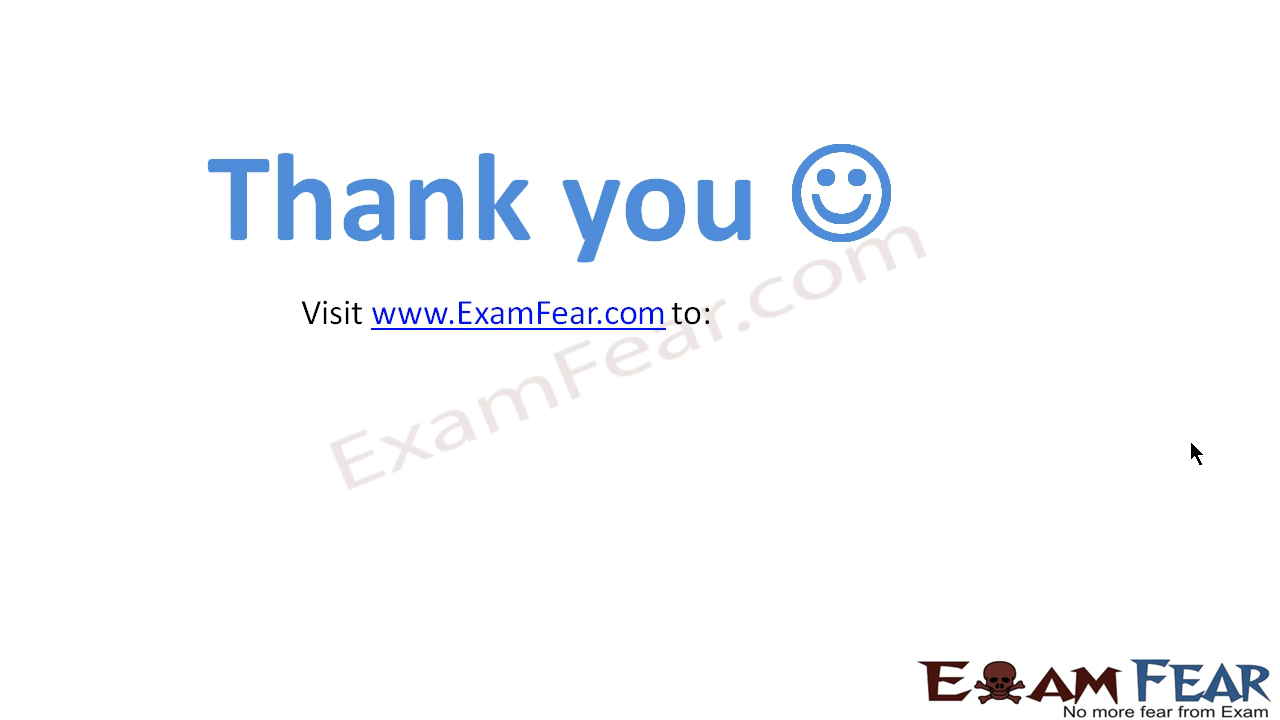 Thank you ☺
Visit www.ExamFear.com to:
ExamFear.com
EXAM FEAR
No more fear from Exam